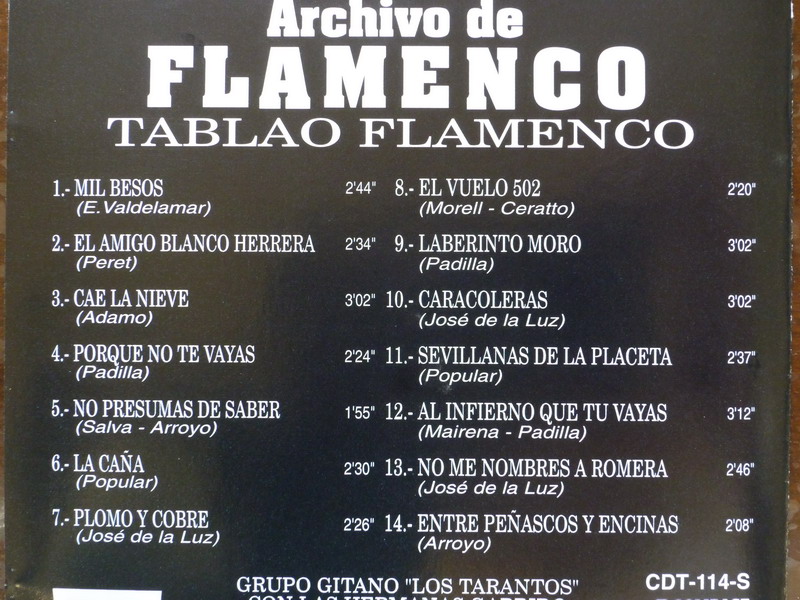 Archivo de
FLAMENCO
TABLAO FLAMENCO
1.- MIL BESOS 2'44"
(E.Valdelamar)
2.- EL AMIGO BLANCO HERRERA 2'34"
(Peret)
3.- CAE LA NIEVE 3'02"
(Adamo)
4.- PORQUE NO TE VAYAS 2'24"
(Padilla)
5.- NO PRESUMAS DE SABER 1'55"
(Salva - Arroyo)
6.- LA CAÑA 2'30"
(Popular)
7.- PLOMO Y COBRE 2'26"
(José de la Luz)
8.- EL VUELO 502 2'20"
(Morell - Ceratto)
9.- LABERINTO MORO 3'02"
(Padilla)
10.- CARACOLERAS 3'02"
(José de la Luz)
11.- SEVILLANAS DE LA PLACETA 2'37"
(Popular)
12.- AL INFIERNO QUE TU VAYAS 3'12"
(Mairena - Padilla)
13.- NO ME NOMBRES A ROMERA 2'46"
(José de la Luz)
14.- ENTRE PEÑASCOS Y ENCINAS 2'08"
(Arroyo)
GRUPO GITANO "LOS TARANTOS"
CON LAS HERMANAS GARRIDO
CDT-114-S